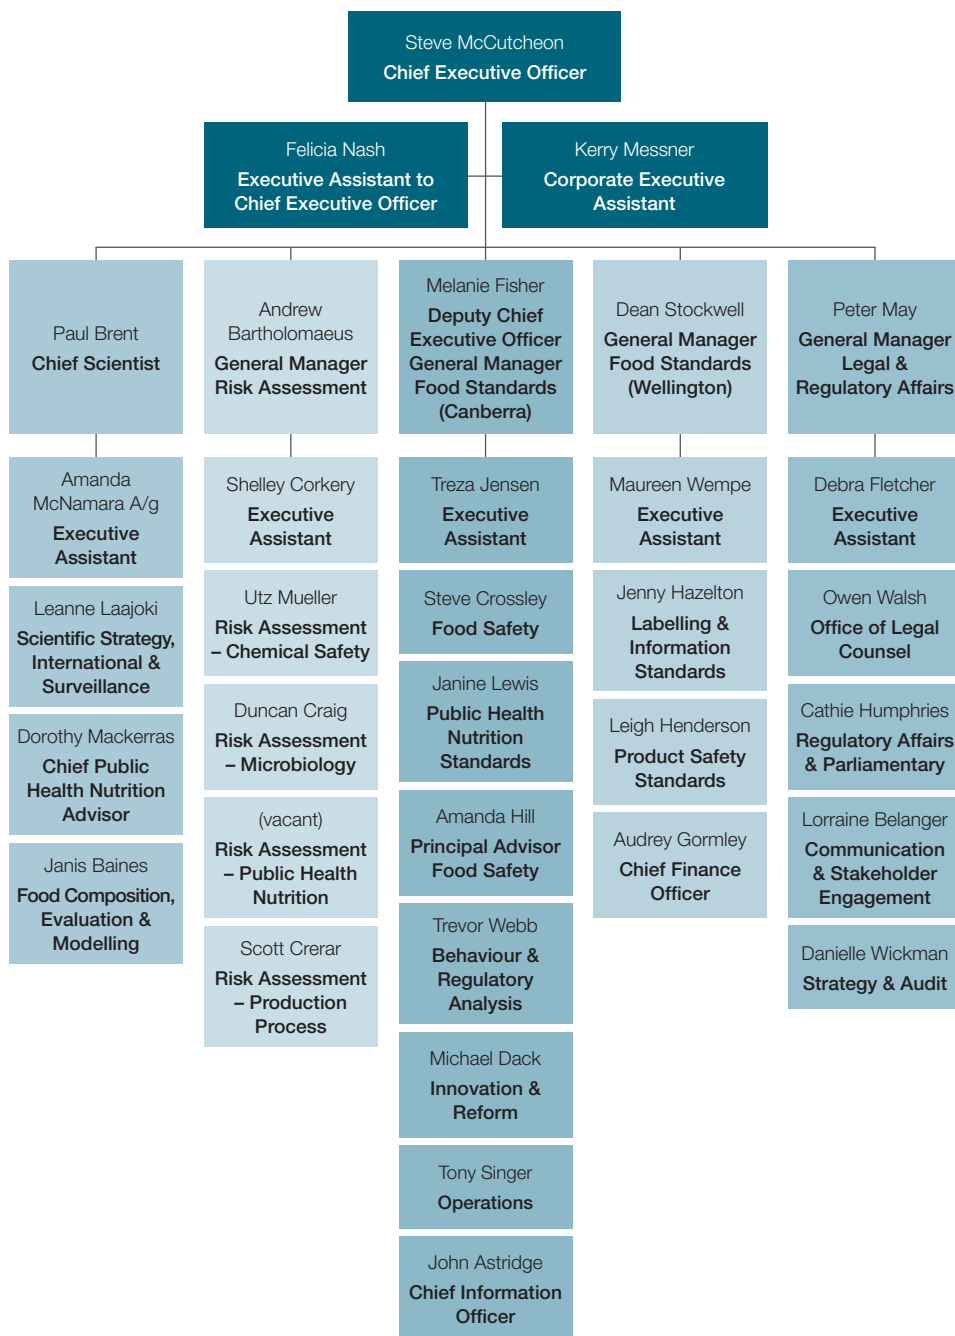 Steve McCutcheon
Chief Executive Officer
Felicia Nash
Executive Assistant to
Chief Executive Officer
Kerry Messner
Corporate Executive
Assistant
Paul Brent
Chief Scientist
Amanda
McNamara A/g
Executive
Assistant
Leanne Laajoki
Scientific Strategy,
International &
Surveillance
Dorothy Mackerras
Chief Public
Health Nutrition
Advisor
Janis Baines
Food Composition,
Evaluation &
Modelling
Andrew
Bartholomaeus
General Manager
Risk Assessment
Shelley Corkery
Executive
Assistant
Utz Mueller
Risk Assessment
– Chemical Safety
Duncan Craig
Risk Assessment
– Microbiology
(vacant)
Risk Assessment
– Public Health
Nutrition
Scott Crerar
Risk Assessment
– Production
Process
Melanie Fisher
Deputy Chief
Executive Officer
General Manager
Food Standards
(Canberra)
Treza Jensen
Executive
Assistant
Steve Crossley
Food Safety
Janine Lewis
Public Health
Nutrition
Standards
Amanda Hill
Principal Advisor
Food Safety
Trevor Webb
Behaviour &
Regulatory
Analysis
Michael Dack
Innovation &
Reform
Tony Singer
Operations
John Astridge
Chief Information
Officer
Dean Stockwell
General Manager
Food Standards
(Wellington)
Maureen Wempe
Executive
Assistant
Jenny Hazelton
Labelling &
Information
Standards
Leigh Henderson
Product Safety
Standards
Audrey Gormley
Chief Finance
Officer
Peter May
General Manager
Legal &
Regulatory Affairs
Debra Fletcher
Executive
Assistant
Owen Walsh
Office of Legal
Counsel
Cathie Humphries
Regulatory Affairs
& Parliamentary
Lorraine Belanger
Communication
& Stakeholder
Engagement
Danielle Wickman
Strategy & Audit